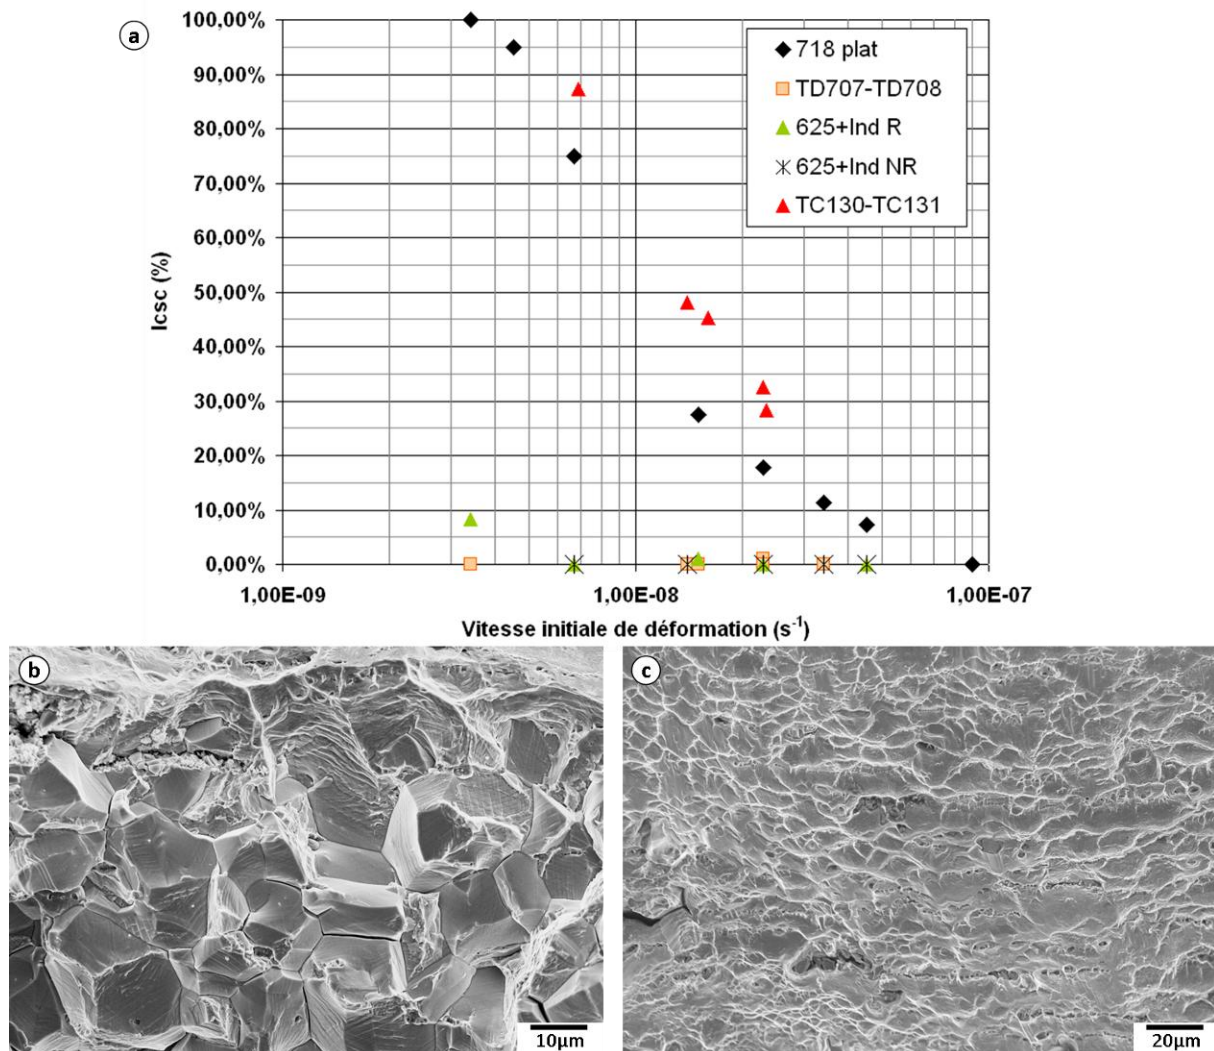 a
100,00%
90,00%
80,00%
70,00%
60,00%
50,00%
40,00%
30,00%
20,00%
10,00%
0,00%
Icsc (%)
718 plat
TD707-TD708
625+Ind R
625+Ind NR
TC130-TC131
1,00E-09 1,00E-08 1,00E-07
Vitesse initiale de déformation (s⁻¹)
b
10µm
c
20µm